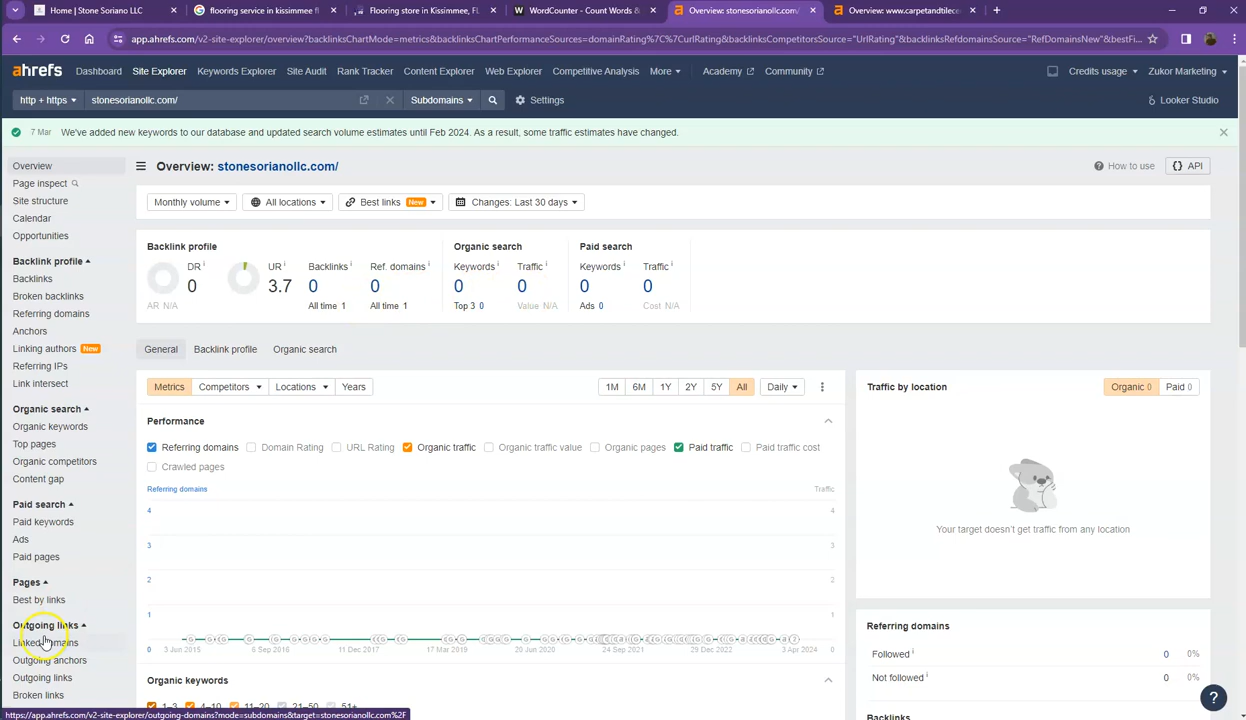 Home | Stone Soriano LLC
flooring service in kissimmee fl
Flooring store in Kissimmee, FL
WordCounter - Count Words &
Overview: stonesorianollc.com/
Overview: www.carpetandtilece
app.ahrefs.com/v2-site-explorer/overview?backlinksChartMode=metrics&backlinksChartPerformanceSources=domainRating%7C%7CurlRating&backlinksCompetitorsSource="UrlRating"&backlinksRefdomainsSource="RefDomainsNew"&bestFi...
ahrefs Dashboard Site Explorer Keywords Explorer Site Audit Rank Tracker Content Explorer Web Explorer Competitive Analysis More Academy Community Credits usage Zukor Marketing
http + https stonesorianollc.com/ Subdomains Settings Looker Studio
7 Mar We've added new keywords to our database and updated search volume estimates until Feb 2024. As a result, some traffic estimates have changed.
Overview
Page inspect
Site structure
Calendar
Opportunities
Backlink profile
Backlinks
Broken backlinks
Referring domains
Anchors
Linking authors New
Referring IPs
Link intersect
Organic search
Organic keywords
Top pages
Organic competitors
Content gap
Paid search
Paid keywords
Ads
Paid pages
Pages
Best by links
Outgoing links
Linked domains
Outgoing anchors
Outgoing links
Broken links
Overview: stonesorianollc.com/ How to use API
Monthly volume All locations Best links New Changes: Last 30 days
Backlink profile Organic search Paid search
DR UR Backlinks Ref. domains Keywords Traffic Keywords Traffic
0 3.7 0 0 0 0 0 0
AR N/A All time 1 All time 1 Top 3 0 Value N/A Ads 0 Cost N/A
General Backlink profile Organic search
Metrics Competitors Locations Years 1M 6M 1Y 2Y 5Y All Daily
Performance
Referring domains Domain Rating URL Rating Organic traffic Organic traffic value Organic pages Paid traffic Paid traffic cost
Crawled pages
Referring domains Traffic
4 4
3 3
2 2
1 1
0 3 Jun 2015 6 Sep 2016 11 Dec 2017 17 Mar 2019 20 Jun 2020 24 Sep 2021 29 Dec 2022 3 Apr 2024 0
Organic keywords
1–3 4–10 11–20 21–50 51+
Traffic by location Organic 0 Paid 0
Your target doesn't get traffic from any location
Referring domains
Followed 0 0%
Not followed 0 0%
Backlinks
https://app.ahrefs.com/v2-site-explorer/outgoing-domains?mode=subdomains&target=stonesorianollc.com%2F